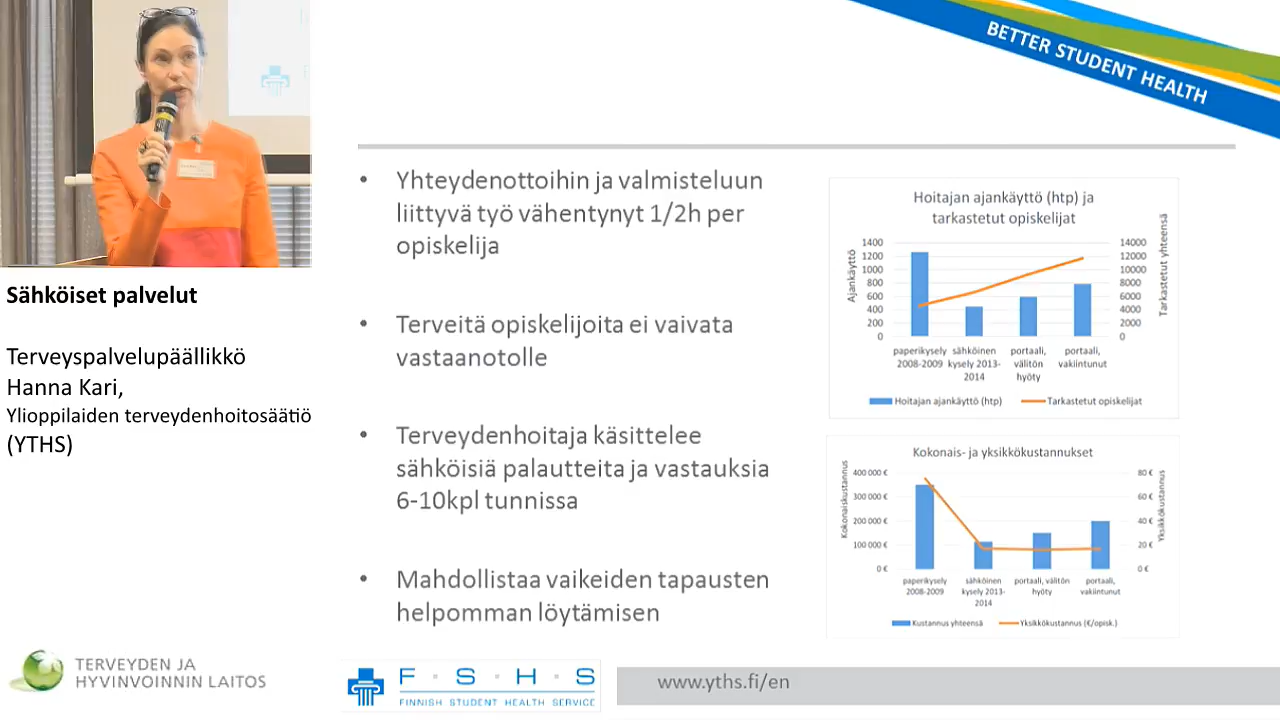 BETTER STUDENT HEALTH
Sähköiset palvelut
Terveyspalvelupäällikkö
Hanna Kari,
Ylioppilaiden terveydenhoitosäätiö
(YTHS)
• Yhteydenottoihin ja valmisteluun
liittyvä työ vähentynyt 1/2h per
opiskelija
• Terveitä opiskelijoita ei vaivata
vastaanotolle
• Terveydenhoitaja käsittelee
sähköisiä palautteita ja vastauksia
6-10kpl tunnissa
• Mahdollistaa vaikeiden tapausten
helpomman löytämisen
Hoitajan ajankäyttö (htp) ja
tarkastetut opiskelijat
Ajankäyttö
1400
1200
1000
800
600
400
200
0
14000
12000
10000
8000
6000
4000
2000
0
Tarkastetut yhteensä
paperikysely
2008-2009
sähköinen
kysely 2013-
2014
portaali,
välitön
hyöty
portaali,
vakiintunut
Hoitajan ajankäyttö (htp)
Tarkastetut opiskelijat
Kokonais- ja yksikkökustannukset
Kokonaiskustannus
400 000 €
300 000 €
200 000 €
100 000 €
0 €
80 €
60 €
40 €
20 €
0 €
Yksikkökustannus
paperikysely
2008-2009
sähköinen
kysely 2013-
2014
portaali, välitön
hyöty
portaali,
vakiintunut
Kustannus yhteensä
Yksikkökustannus (€/opisk.)
TERVEYDEN JA
HYVINVOINNIN LAITOS
F·S·H·S
FINNISH STUDENT HEALTH SERVICE
www.yths.fi/en